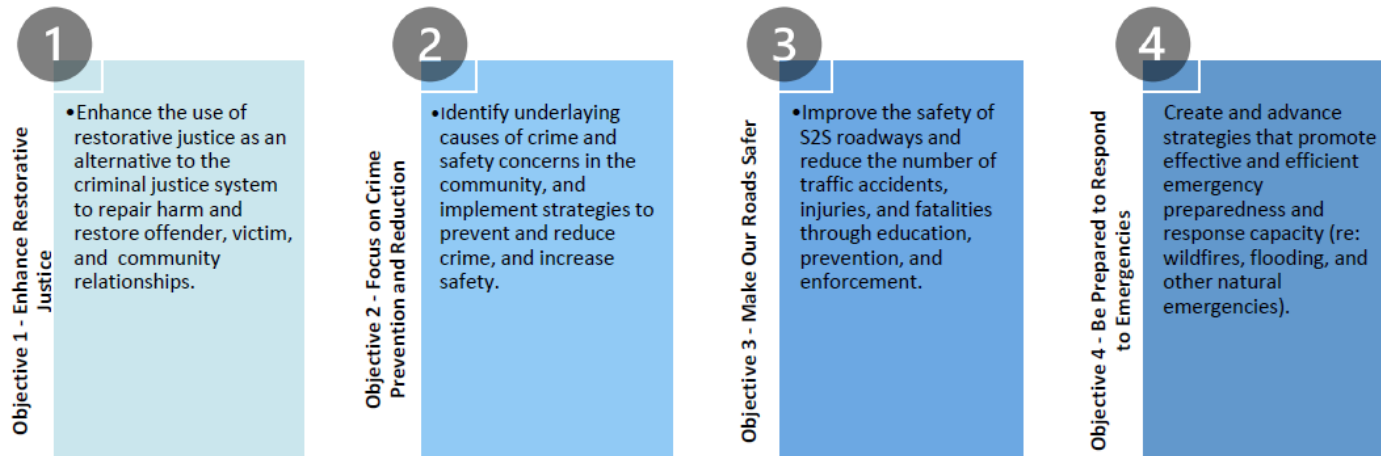 1
Objective 1 - Enhance Restorative
Justice
•Enhance the use of
restorative justice as an
alternative to the
criminal justice system
to repair harm and
restore offender, victim,
and community
relationships.
2
Objective 2 - Focus on Crime
Prevention and Reduction
•Identify underlaying
causes of crime and
safety concerns in the
community, and
implement strategies to
prevent and reduce
crime, and increase
safety.
3
Objective 3 - Make Our Roads Safer
•Improve the safety of
S2S roadways and
reduce the number of
traffic accidents,
injuries, and fatalities
through education,
prevention, and
enforcement.
4
Objective 4 - Be Prepared to Respond
to Emergencies
Create and advance
strategies that promote
effective and efficient
emergency
preparedness and
response capacity (re:
wildfires, flooding, and
other natural
emergencies).